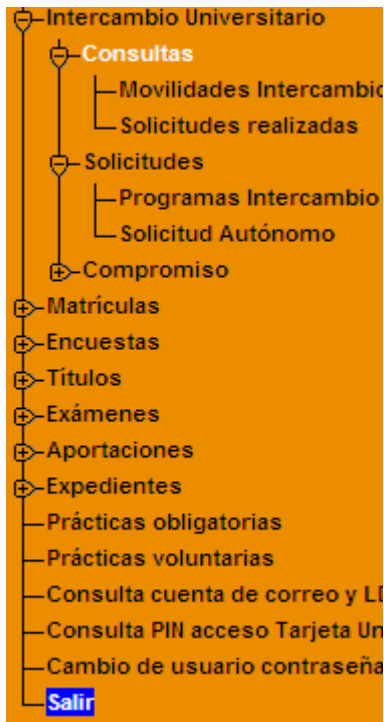 Intercambio Universitario
Consultas
Movilidades Intercambio
Solicitudes realizadas
Solicitudes
Programas Intercambio
Solicitud Autónomo
Compromiso
Matrículas
Encuestas
Títulos
Exámenes
Aportaciones
Expedientes
Prácticas obligatorias
Prácticas voluntarias
Consulta cuenta de correo y
Consulta PIN acceso Tarjeta
Cambio de usuario contraseña
Salir